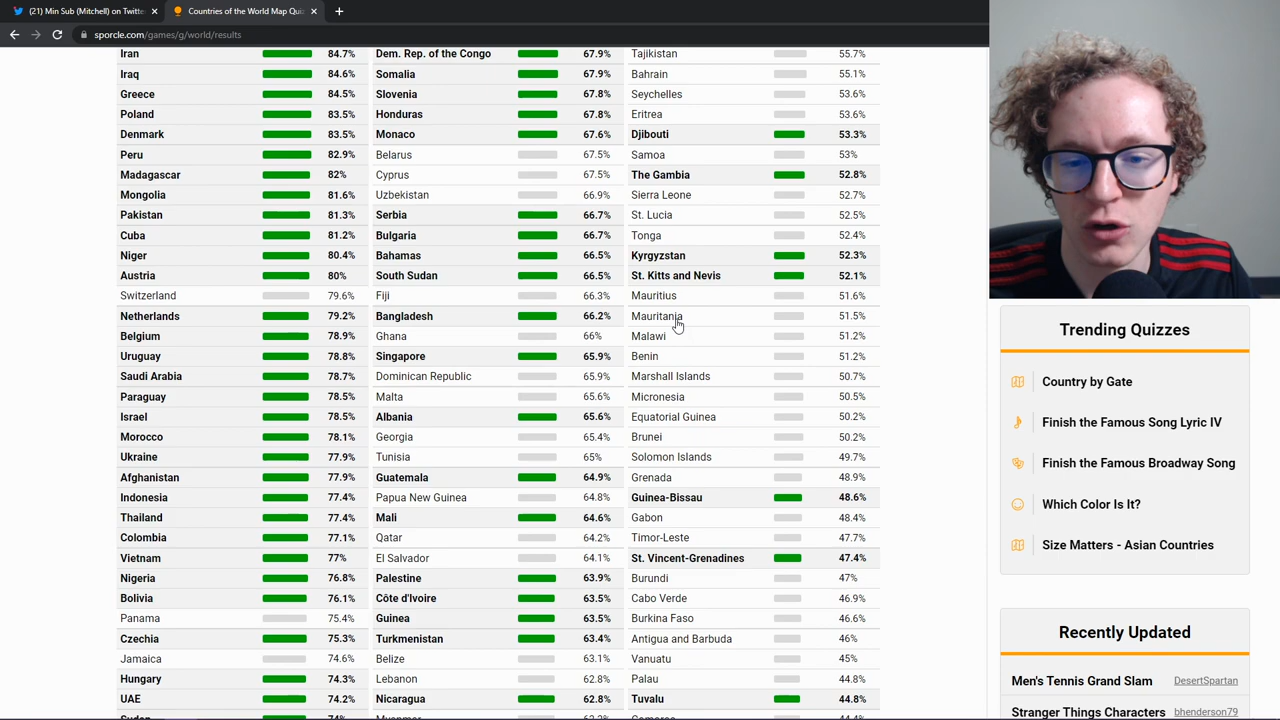 (21) Min Sub (Mitchell) on Twitte
Countries of the World Map Quiz
sporcle.com/games/g/world/results
Iran 84.7%
Iraq 84.6%
Greece 84.5%
Poland 83.5%
Denmark 83.5%
Peru 82.9%
Madagascar 82%
Mongolia 81.6%
Pakistan 81.3%
Cuba 81.2%
Niger 80.4%
Austria 80%
Switzerland 79.6%
Netherlands 79.2%
Belgium 78.9%
Uruguay 78.8%
Saudi Arabia 78.7%
Paraguay 78.5%
Israel 78.5%
Morocco 78.1%
Ukraine 77.9%
Afghanistan 77.9%
Indonesia 77.4%
Thailand 77.4%
Colombia 77.1%
Vietnam 77%
Nigeria 76.8%
Bolivia 76.1%
Panama 75.4%
Czechia 75.3%
Jamaica 74.6%
Hungary 74.3%
UAE 74.2%
Sudan 74%
Dem. Rep. of the Congo 67.9%
Somalia 67.9%
Slovenia 67.8%
Honduras 67.8%
Monaco 67.6%
Belarus 67.5%
Cyprus 67.5%
Uzbekistan 66.9%
Serbia 66.7%
Bulgaria 66.7%
Bahamas 66.5%
South Sudan 66.5%
Fiji 66.3%
Bangladesh 66.2%
Ghana 66%
Singapore 65.9%
Dominican Republic 65.9%
Malta 65.6%
Albania 65.6%
Georgia 65.4%
Tunisia 65%
Guatemala 64.9%
Papua New Guinea 64.8%
Mali 64.6%
Qatar 64.2%
El Salvador 64.1%
Palestine 63.9%
Côte d'Ivoire 63.5%
Guinea 63.5%
Turkmenistan 63.4%
Belize 63.1%
Lebanon 62.8%
Nicaragua 62.8%
Tajikistan 55.7%
Bahrain 55.1%
Seychelles 53.6%
Eritrea 53.6%
Djibouti 53.3%
Samoa 53%
The Gambia 52.8%
Sierra Leone 52.7%
St. Lucia 52.5%
Tonga 52.4%
Kyrgyzstan 52.3%
St. Kitts and Nevis 52.1%
Mauritius 51.6%
Mauritania 51.5%
Malawi 51.2%
Benin 51.2%
Marshall Islands 50.7%
Micronesia 50.5%
Equatorial Guinea 50.2%
Brunei 50.2%
Solomon Islands 49.7%
Grenada 48.9%
Guinea-Bissau 48.6%
Gabon 48.4%
Timor-Leste 47.7%
St. Vincent-Grenadines 47.4%
Burundi 47%
Cabo Verde 46.9%
Burkina Faso 46.6%
Antigua and Barbuda 46%
Vanuatu 45%
Palau 44.8%
Tuvalu 44.8%
Trending Quizzes
Country by Gate
Finish the Famous Song Lyric IV
Finish the Famous Broadway Song
Which Color Is It?
Size Matters - Asian Countries
Recently Updated
Men's Tennis Grand Slam DesertSpartan
Stranger Things Characters bhenderson79